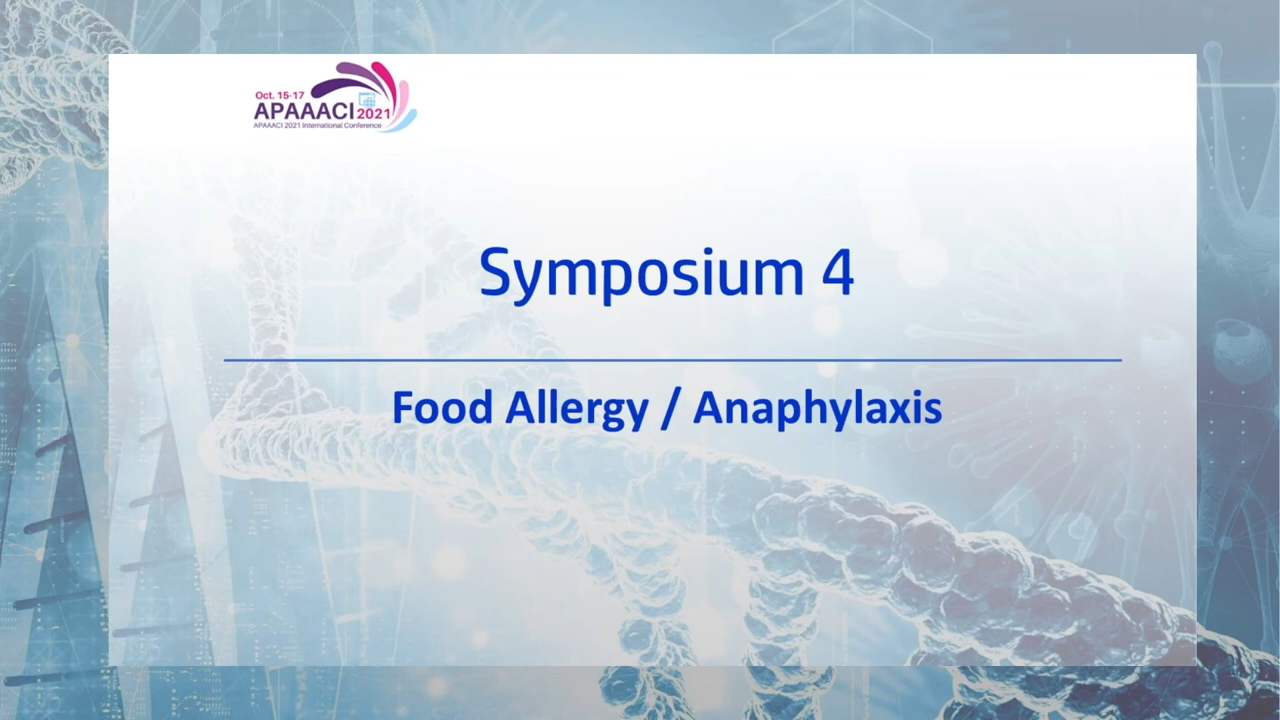 Oct. 15-17
APAAACI 2021
APAAACI 2021 International Conference
Symposium 4
Food Allergy / Anaphylaxis